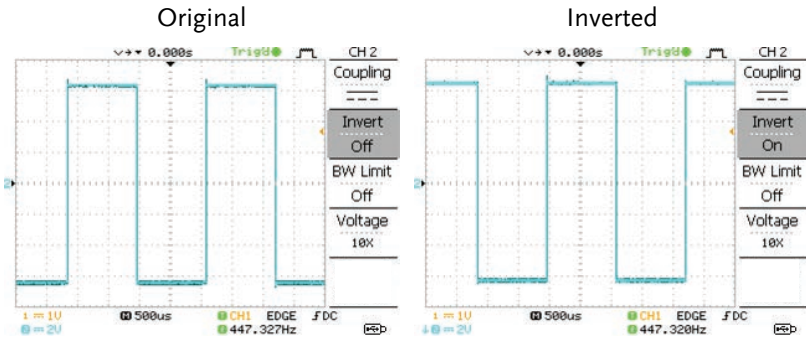 Original
0.000s Trig'd CH 2
Coupling
Invert
Off
BW Limit
Off
Voltage
10X
2
1 1V 500us CH1 EDGE DC
2 2V 447.327Hz
Inverted
0.000s Trig'd CH 2
Coupling
Invert
On
BW Limit
Off
Voltage
10X
2
1 1V 500us CH1 EDGE DC
2 2V 447.320Hz